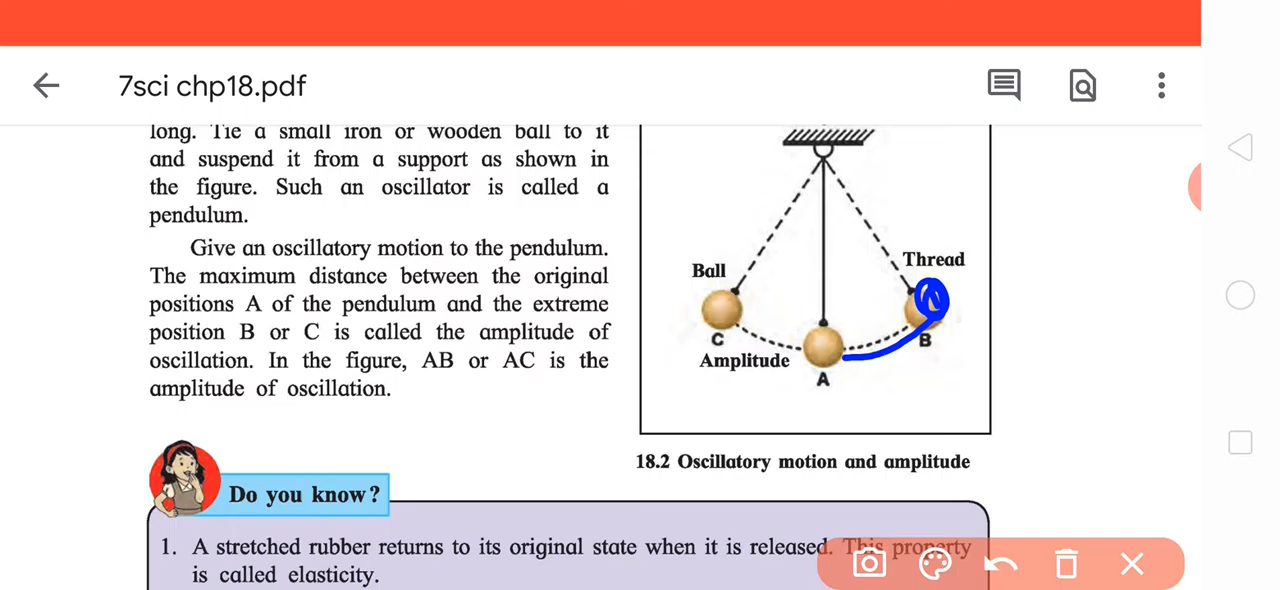 7sci chp18.pdf
long. Tie a small iron or wooden ball to it
and suspend it from a support as shown in
the figure. Such an oscillator is called a
pendulum.
Give an oscillatory motion to the pendulum.
The maximum distance between the original
positions A of the pendulum and the extreme
position B or C is called the amplitude of
oscillation. In the figure, AB or AC is the
amplitude of oscillation.
Thread
Ball
C
B
Amplitude
A
18.2 Oscillatory motion and amplitude
Do you know?
1. A stretched rubber returns to its original state when it is released. This property
is called elasticity.